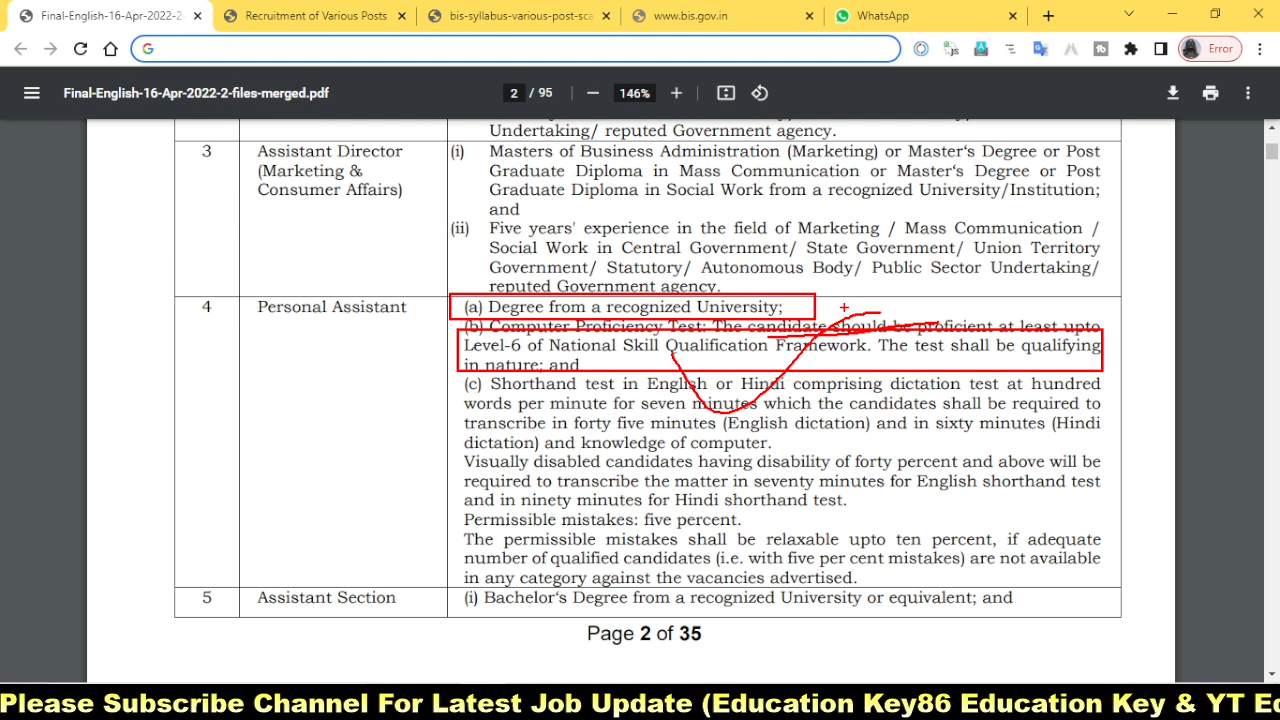 Final-English-16-Apr-2022-2-
Recruitment of Various Posts
bis-syllabus-various-post-sca
www.bis.gov.in
WhatsApp
Error
Final-English-16-Apr-2022-2-files-merged.pdf
2 / 95
146%
Undertaking/ reputed Government agency.
3 Assistant Director (i) Masters of Business Administration (Marketing) or Master's Degree or Post
(Marketing & Graduate Diploma in Mass Communication or Master's Degree or Post
Consumer Affairs) Graduate Diploma in Social Work from a recognized University/Institution;
and
(ii) Five years' experience in the field of Marketing / Mass Communication /
Social Work in Central Government/ State Government/ Union Territory
Government/ Statutory/ Autonomous Body/ Public Sector Undertaking/
reputed Government agency.
4 Personal Assistant (a) Degree from a recognized University;
(b) Computer Proficiency Test: The candidate should be proficient at least upto
Level-6 of National Skill Qualification Framework. The test shall be qualifying
in nature; and
(c) Shorthand test in English or Hindi comprising dictation test at hundred
words per minute for seven minutes which the candidates shall be required to
transcribe in forty five minutes (English dictation) and in sixty minutes (Hindi
dictation) and knowledge of computer.
Visually disabled candidates having disability of forty percent and above will be
required to transcribe the matter in seventy minutes for English shorthand test
and in ninety minutes for Hindi shorthand test.
Permissible mistakes: five percent.
The permissible mistakes shall be relaxable upto ten percent, if adequate
number of qualified candidates (i.e. with five per cent mistakes) are not available
in any category against the vacancies advertised.
5 Assistant Section (i) Bachelor's Degree from a recognized University or equivalent; and
Page 2 of 35
Please Subscribe Channel For Latest Job Update (Education Key86 Education Key & YT Ed